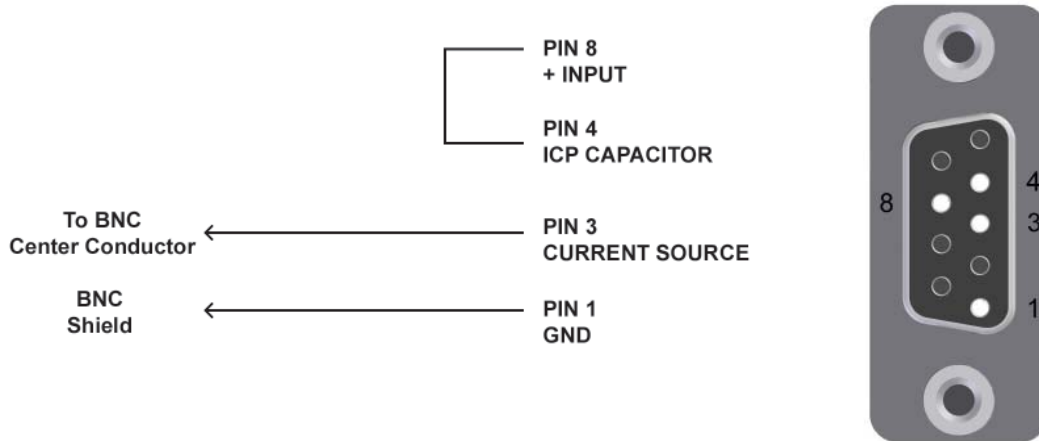 PIN 8
+ INPUT
PIN 4
ICP CAPACITOR
To BNC
Center Conductor
PIN 3
CURRENT SOURCE
BNC
Shield
PIN 1
GND
8
4
3
1